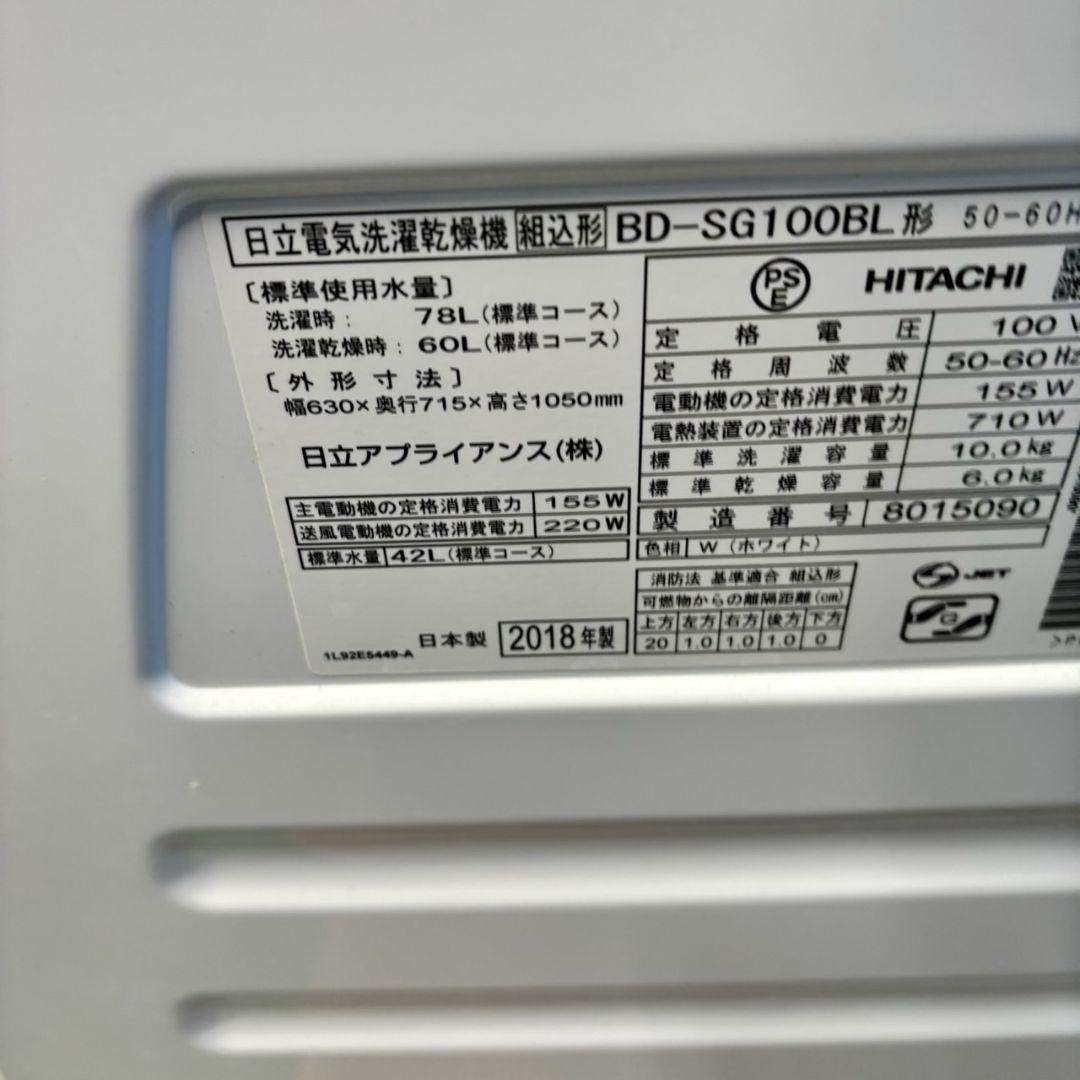 日立電気洗濯乾燥機 組込形 BD-SG100BL形 50-60H
〔標準使用水量〕
洗濯時: 78L(標準コース)
洗濯乾燥時: 60L(標準コース)
〔外形寸法〕
幅630×奥行715×高さ1050mm
日立アプライアンス(株)
主電動機の定格消費電力 155W
送風電動機の定格消費電力 220W
標準水量 42L(標準コース)
日本製 2018年製
1L92E5449-A
PSE HITACHI
定格電圧 100V
定格周波数 50-60Hz
電動機の定格消費電力 155W
電熱装置の定格消費電力 710W
標準洗濯容量 10.0kg
標準乾燥容量 6.0kg
製造番号 8015090
色相 W(ホワイト)
消防法 基準適合 組込形
可燃物からの離隔距離(cm)
上方 左方 右方 後方 下方
20 1.0 1.0 1.0 0
JET
G
>P